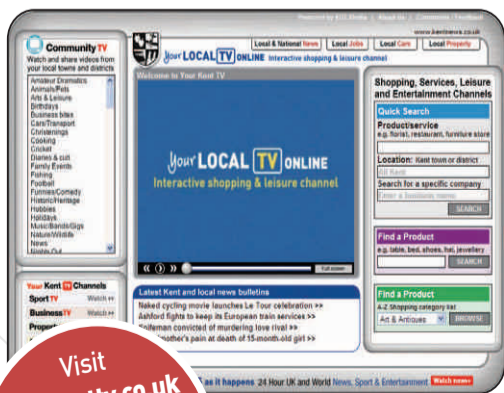 Powered by KOS Media | About Us | Comments / Feedback
www.kentnews.co.uk
Community TV
Watch and share videos from
your local towns and districts
Amateur Dramatics
Animals/Pets
Arts & Leisure
Birthdays
Business bites
Cars/Transport
Christenings
Cooking
Cricket
Diaries & cult
Family Events
Fishing
Football
Funnies/Comedy
Historic/Heritage
Hobbies
Holidays
Music/Bands/Gigs
Nature/Wildlife
News
Nights Out
Your Kent TV Channels
Sport TV Watch >>
Business TV Watch >>
Local & National News
Local Jobs
Local Cars
Local Property
Your LOCAL TV ONLINE Interactive shopping & leisure channel
Welcome to Your Kent TV
Your LOCAL TV ONLINE
Interactive shopping & leisure channel
Full screen
Latest Kent and local news bulletins
Naked cycling movie launches Le Tour celebration >>
Ashford fights to keep its European train services >>
Knifeman convicted of murdering love rival >>
mother's pain at death of 15-month-old girl >>
as it happens 24 Hour UK and World News, Sport & Entertainment Watch news
Shopping, Services, Leisure
and Entertainment Channels
Quick Search
Product/service
e.g. florist, restaurant, furniture store
Location: Kent town or district
All Kent
Search for a specific company
Enter a business name
SEARCH
Find a Product
e.g. table, bed, shoes, hat, jewellery
SEARCH
Find a Product
A-Z Shopping category list
Art & Antiques
BROWSE
Visit
tv.co.uk